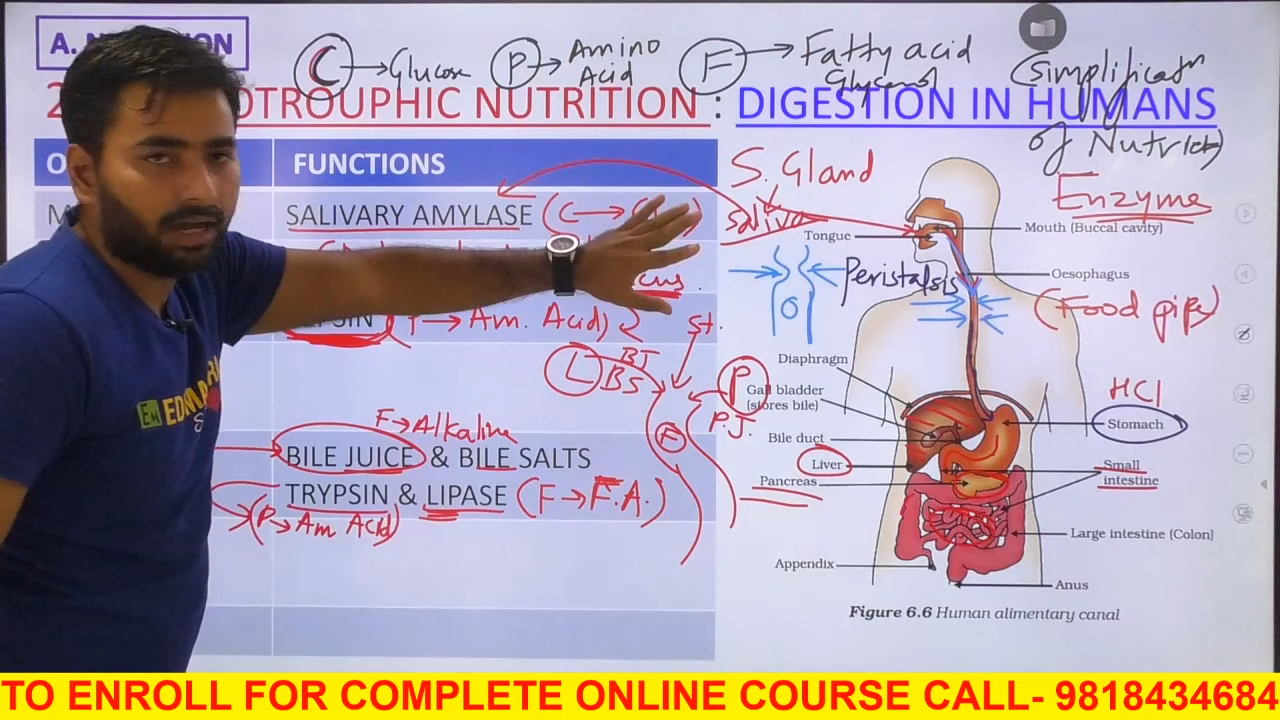 C → Glucose
P → Amino Acid
F → Fatty acid Glycerol
(Simplificatn of Nutrient)
OTROUPHIC NUTRITION : DIGESTION IN HUMANS
FUNCTIONS
SALIVARY AMYLASE (C →
cus
→ Am. Acid)
L BJ
BS
St.
P
P.J.
F
F → Alkaline
BILE JUICE & BILE SALTS
TRYPSIN & LIPASE (F → F.A.)
(P → Am Acid)
S. Gland
Saliva
Enzyme
Tongue
Mouth (Buccal cavity)
Peristalsis
Oesophagus
(Food pipe)
Diaphragm
Gall bladder
(stores bile)
HCl
Stomach
Bile duct
Liver
Small
intestine
Pancreas
Large intestine (Colon)
Appendix
Anus
Figure 6.6 Human alimentary canal
TO ENROLL FOR COMPLETE ONLINE COURSE CALL- 9818434684